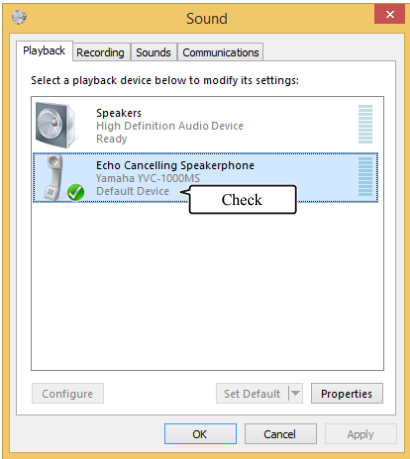 Sound
Playback Recording Sounds Communications
Select a playback device below to modify its settings:
Speakers
High Definition Audio Device
Ready
Echo Cancelling Speakerphone
Yamaha YVC-1000MS
Default Device
Check
Configure Set Default Properties
OK Cancel Apply